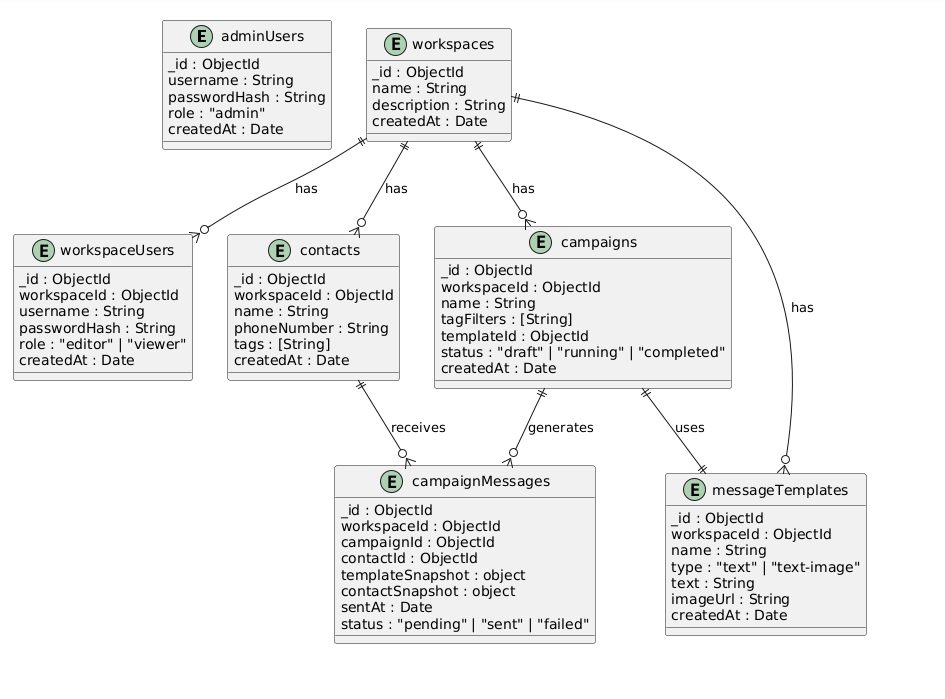 E adminUsers
_id : ObjectId
username : String
passwordHash : String
role : "admin"
createdAt : Date
E workspaces
_id : ObjectId
name : String
description : String
createdAt : Date
has
has
has
has
E workspaceUsers
_id : ObjectId
workspaceId : ObjectId
username : String
passwordHash : String
role : "editor" | "viewer"
createdAt : Date
E contacts
_id : ObjectId
workspaceId : ObjectId
name : String
phoneNumber : String
tags : [String]
createdAt : Date
E campaigns
_id : ObjectId
workspaceId : ObjectId
name : String
tagFilters : [String]
templateId : ObjectId
status : "draft" | "running" | "completed"
createdAt : Date
receives
generates
uses
E campaignMessages
_id : ObjectId
workspaceId : ObjectId
campaignId : ObjectId
contactId : ObjectId
templateSnapshot : object
contactSnapshot : object
sentAt : Date
status : "pending" | "sent" | "failed"
E messageTemplates
_id : ObjectId
workspaceId : ObjectId
name : String
type : "text" | "text-image"
text : String
imageUrl : String
createdAt : Date